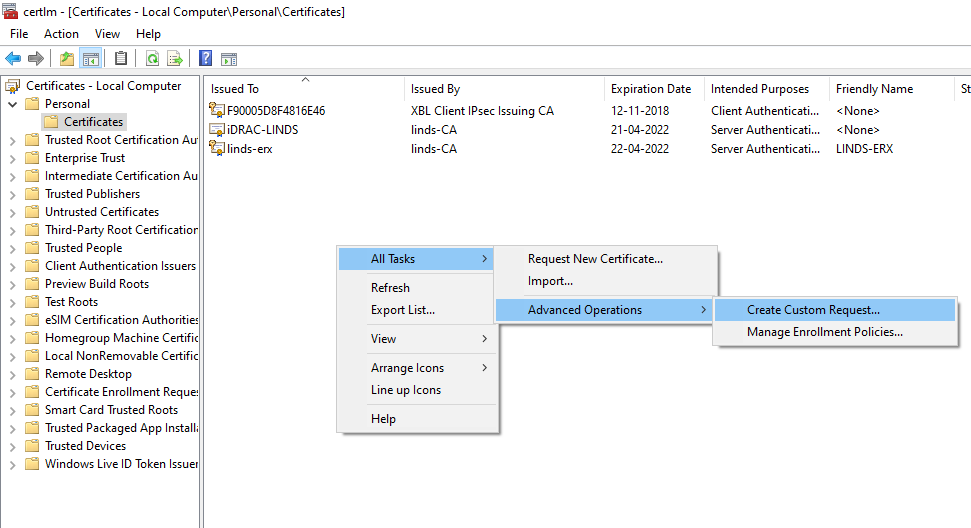 certlm - [Certificates - Local Computer\Personal\Certificates]
File Action View Help
Certificates - Local Computer
Personal
Certificates
Trusted Root Certification Au
Enterprise Trust
Intermediate Certification Au
Trusted Publishers
Untrusted Certificates
Third-Party Root Certification
Trusted People
Client Authentication Issuers
Preview Build Roots
Test Roots
eSIM Certification Authorities
Homegroup Machine Certific
Local NonRemovable Certific
Remote Desktop
Certificate Enrollment Reques
Smart Card Trusted Roots
Trusted Packaged App Installa
Trusted Devices
Windows Live ID Token Issuer
Issued To Issued By Expiration Date Intended Purposes Friendly Name St
F90005D8F4816E46 XBL Client IPsec Issuing CA 12-11-2018 Client Authenticati... <None>
iDRAC-LINDS linds-CA 21-04-2022 Server Authenticati... <None>
linds-erx linds-CA 22-04-2022 Server Authenticati... LINDS-ERX
All Tasks
Refresh
Export List...
View
Arrange Icons
Line up Icons
Help
Request New Certificate...
Import...
Advanced Operations
Create Custom Request...
Manage Enrollment Policies...